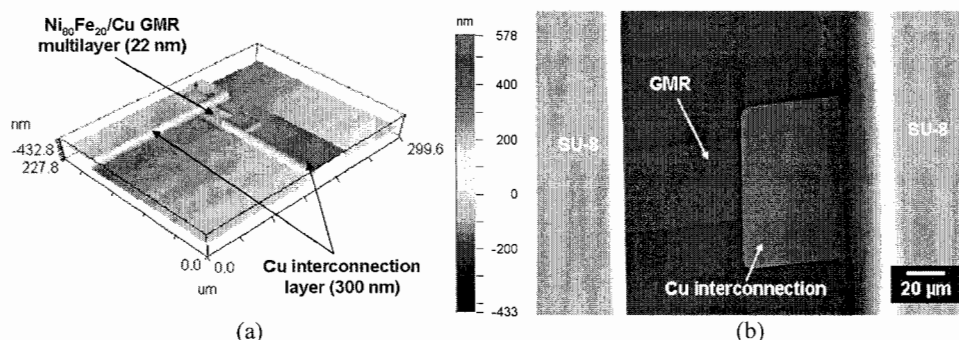 Ni80Fe20/Cu GMR
multilayer (22 nm)
nm
-432.8
227.8
0.0
0.0
um
299.6
Cu interconnection
layer (300 nm)
nm
578
400
200
0
-200
-433
(a)
GMR
SU-8
SU-8
Cu interconnection
20 µm
(b)